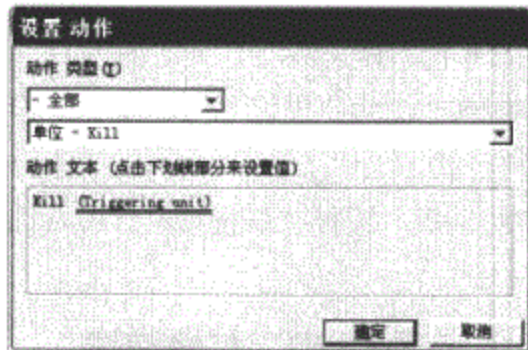 设置 动作
动作 类型(T)
- 全部
单位 - Kill
动作 文本 (点击下划线部分来设置值)
Kill (Triggering unit)
确定 取消